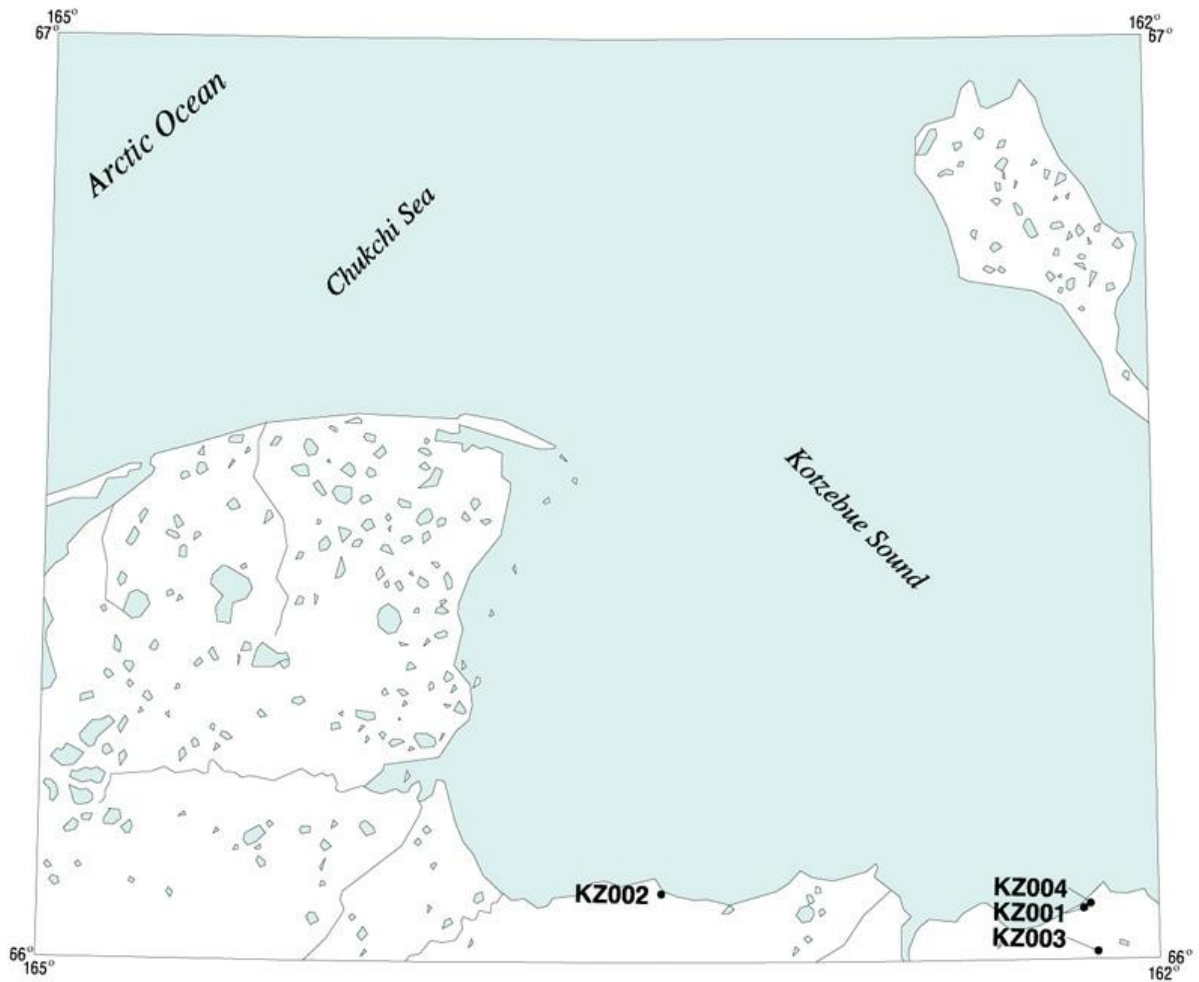 165°
67°
162°
67°
Arctic Ocean
Chukchi Sea
Kotzebue Sound
KZ002
KZ004
KZ001
KZ003
66°
165°
66°
162°